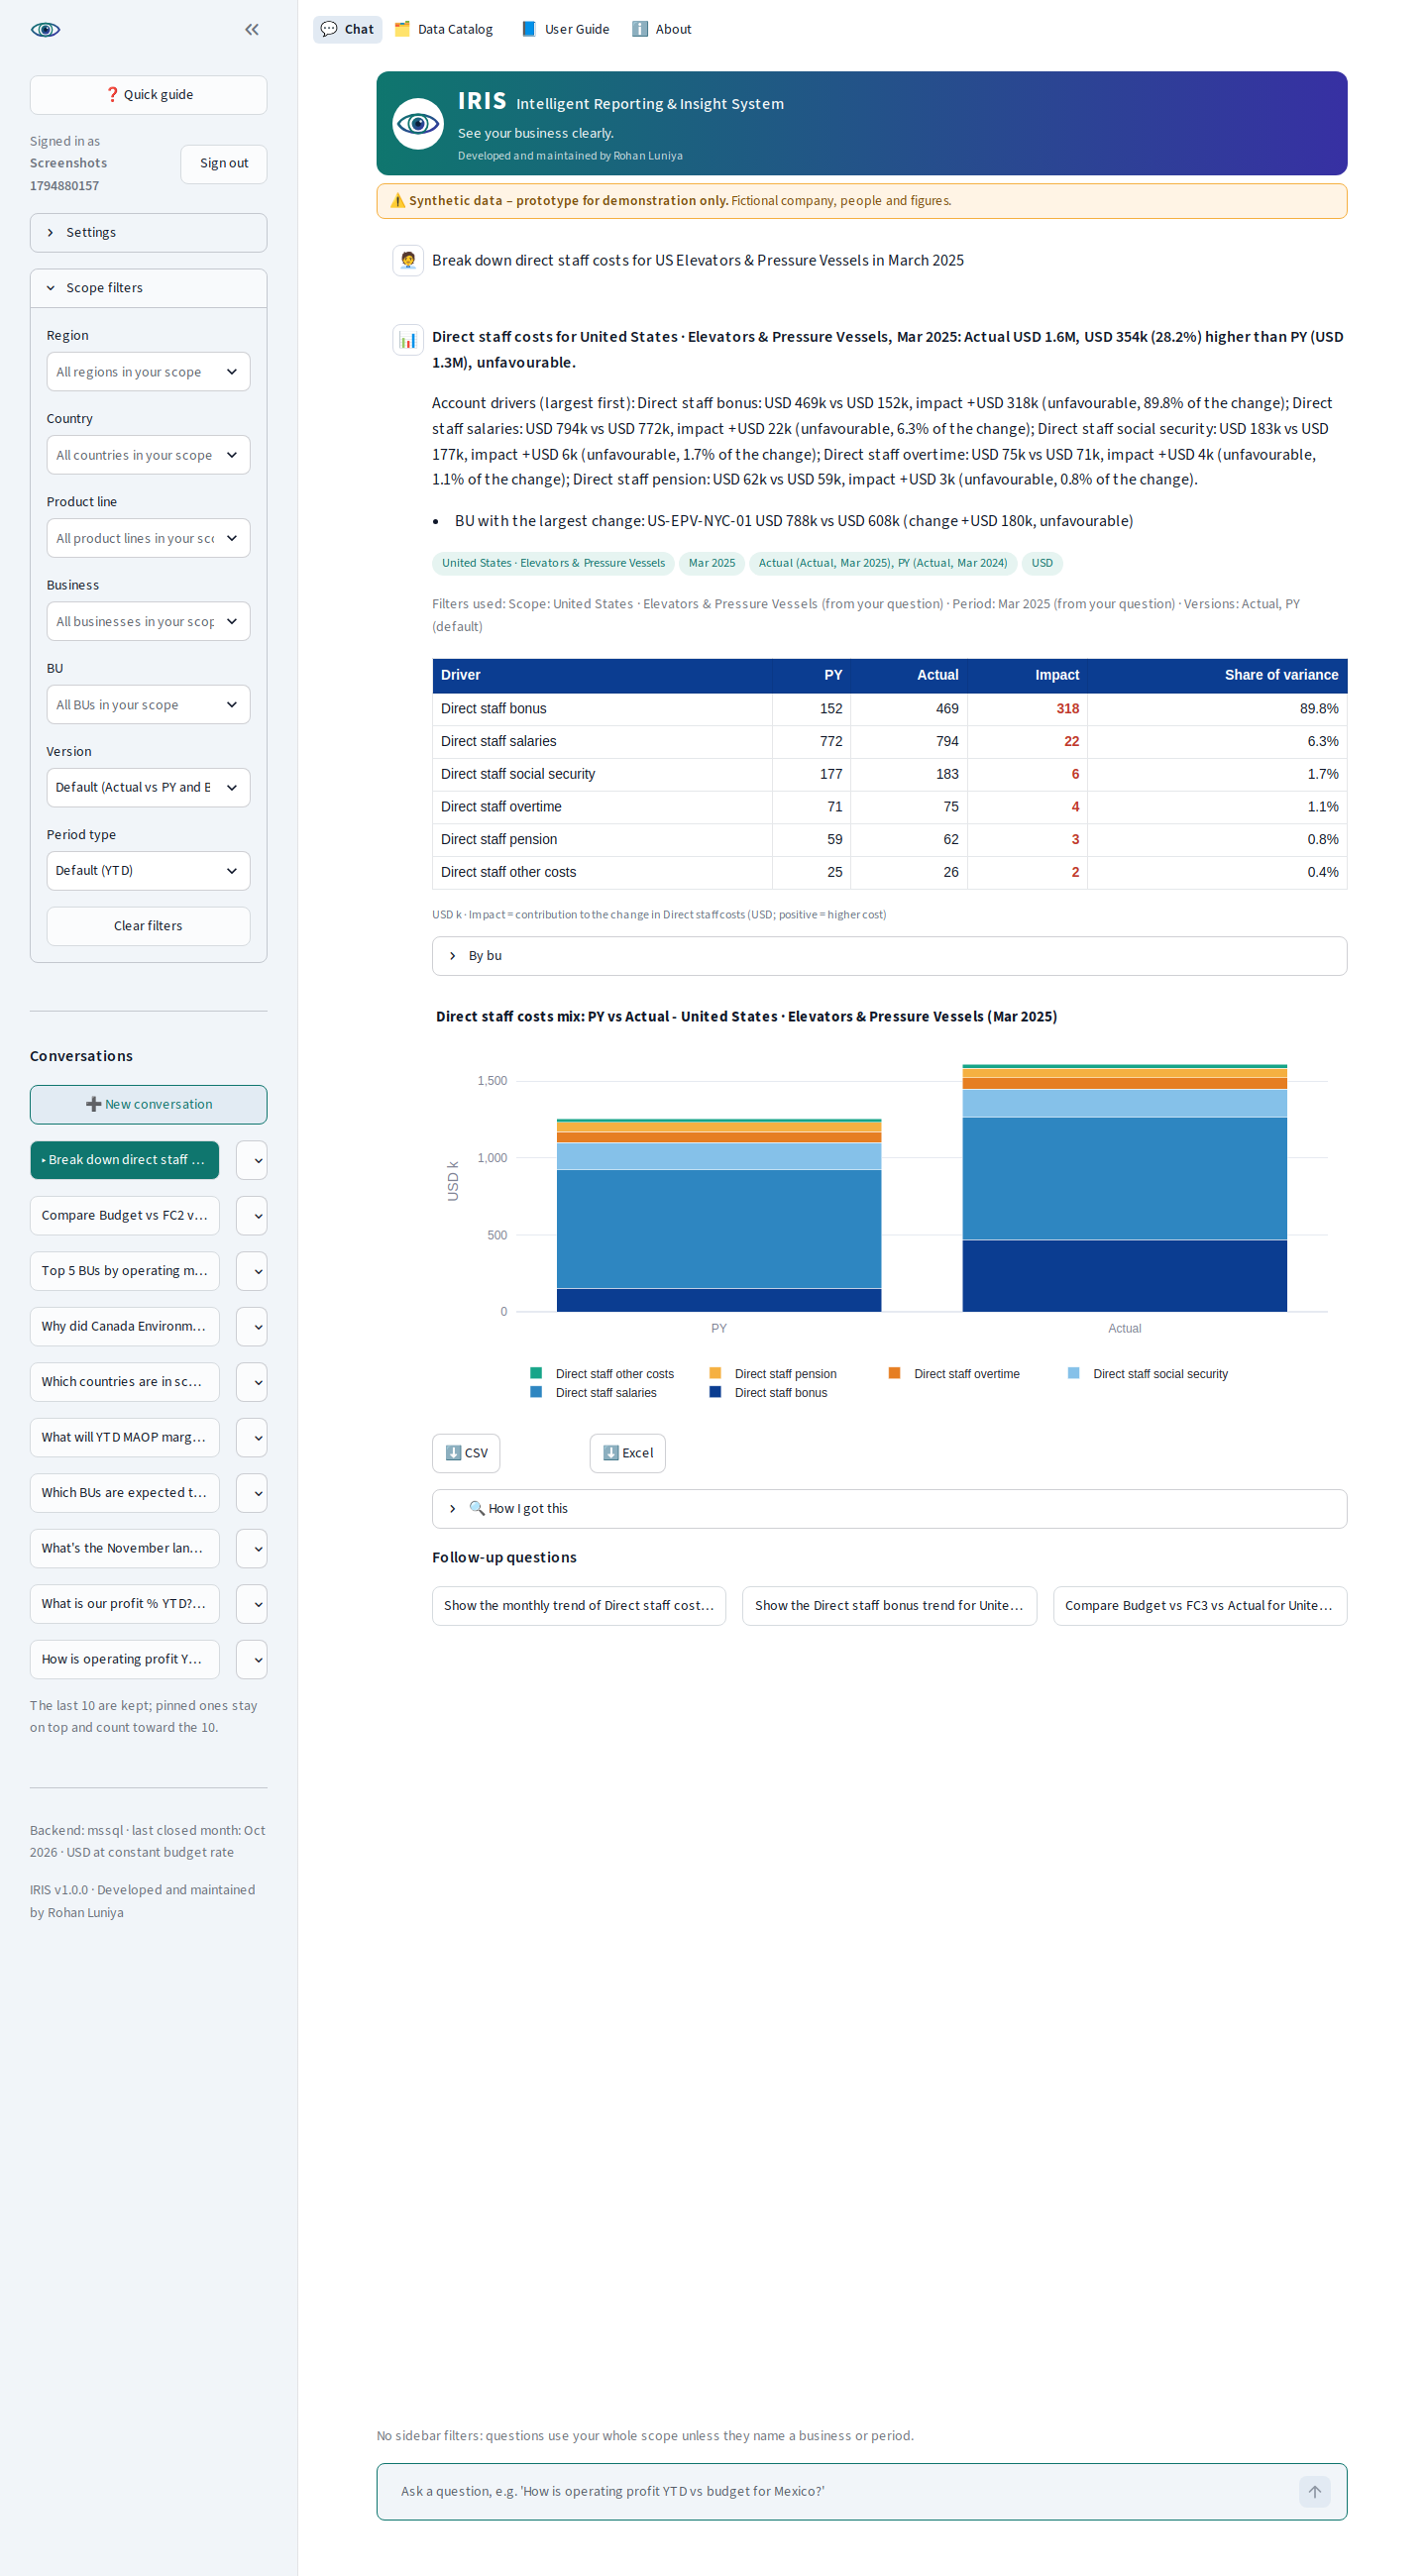 💬 Chat
🗂️ Data Catalog
📘 User Guide
ℹ️ About
❓ Quick guide
Signed in as
Screenshots
1794880157
Sign out
Settings
Scope filters
Region
All regions in your scope
Country
All countries in your scope
Product line
All product lines in your sc
Business
All businesses in your scop
BU
All BUs in your scope
Version
Default (Actual vs PY and B
Period type
Default (YTD)
Clear filters
Conversations
➕ New conversation
▸ Break down direct staff …
Compare Budget vs FC2 v…
Top 5 BUs by operating m…
Why did Canada Environm…
Which countries are in sc…
What will YTD MAOP marg…
Which BUs are expected t…
What's the November lan…
What is our profit % YTD?…
How is operating profit Y…
The last 10 are kept; pinned ones stay
on top and count toward the 10.
Backend: mssql · last closed month: Oct
2026 · USD at constant budget rate
IRIS v1.0.0 · Developed and maintained
by Rohan Luniya
IRIS Intelligent Reporting & Insight System
See your business clearly.
Developed and maintained by Rohan Luniya
⚠️ Synthetic data – prototype for demonstration only. Fictional company, people and figures.
Break down direct staff costs for US Elevators & Pressure Vessels in March 2025
Direct staff costs for United States · Elevators & Pressure Vessels, Mar 2025: Actual USD 1.6M, USD 354k (28.2%) higher than PY (USD
1.3M), unfavourable.
Account drivers (largest first): Direct staff bonus: USD 469k vs USD 152k, impact +USD 318k (unfavourable, 89.8% of the change); Direct
staff salaries: USD 794k vs USD 772k, impact +USD 22k (unfavourable, 6.3% of the change); Direct staff social security: USD 183k vs USD
177k, impact +USD 6k (unfavourable, 1.7% of the change); Direct staff overtime: USD 75k vs USD 71k, impact +USD 4k (unfavourable,
1.1% of the change); Direct staff pension: USD 62k vs USD 59k, impact +USD 3k (unfavourable, 0.8% of the change).
• BU with the largest change: US-EPV-NYC-01 USD 788k vs USD 608k (change +USD 180k, unfavourable)
United States · Elevators & Pressure Vessels
Mar 2025
Actual (Actual, Mar 2025), PY (Actual, Mar 2024)
USD
Filters used: Scope: United States · Elevators & Pressure Vessels (from your question) · Period: Mar 2025 (from your question) · Versions: Actual, PY
(default)
Driver PY Actual Impact Share of variance
Direct staff bonus 152 469 318 89.8%
Direct staff salaries 772 794 22 6.3%
Direct staff social security 177 183 6 1.7%
Direct staff overtime 71 75 4 1.1%
Direct staff pension 59 62 3 0.8%
Direct staff other costs 25 26 2 0.4%
USD k · Impact = contribution to the change in Direct staff costs (USD; positive = higher cost)
By bu
Direct staff costs mix: PY vs Actual - United States · Elevators & Pressure Vessels (Mar 2025)
USD k
1,500
1,000
500
0
PY
Actual
Direct staff other costs
Direct staff pension
Direct staff overtime
Direct staff social security
Direct staff salaries
Direct staff bonus
⬇️ CSV
⬇️ Excel
🔍 How I got this
Follow-up questions
Show the monthly trend of Direct staff cost…
Show the Direct staff bonus trend for Unite…
Compare Budget vs FC3 vs Actual for Unite…
No sidebar filters: questions use your whole scope unless they name a business or period.
Ask a question, e.g. 'How is operating profit YTD vs budget for Mexico?'